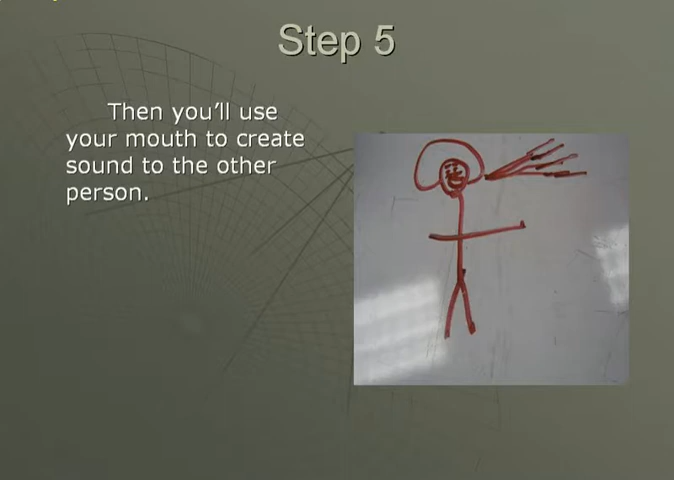 Step 5
Then you'll use
your mouth to create
sound to the other
person.